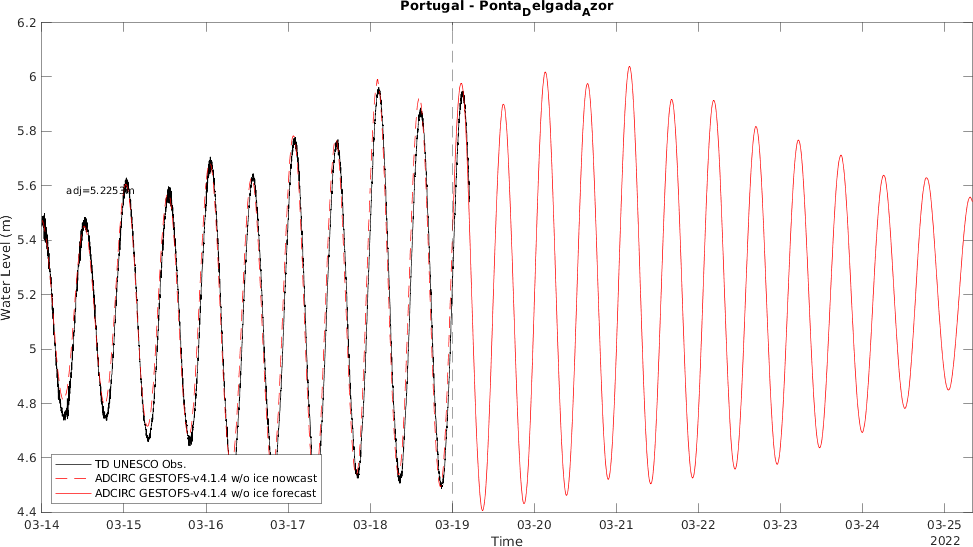 Portugal - PontaDelgadaAzor
6.2
6
5.8
5.6
5.4
5.2
5
4.8
4.6
4.4
Water Level (m)
adj=5.2253m
TD UNESCO Obs.
ADCIRC GESTOFS-v4.1.4 w/o ice nowcast
ADCIRC GESTOFS-v4.1.4 w/o ice forecast
03-14 03-15 03-16 03-17 03-18 03-19 03-20 03-21 03-22 03-23 03-24 03-25
Time 2022